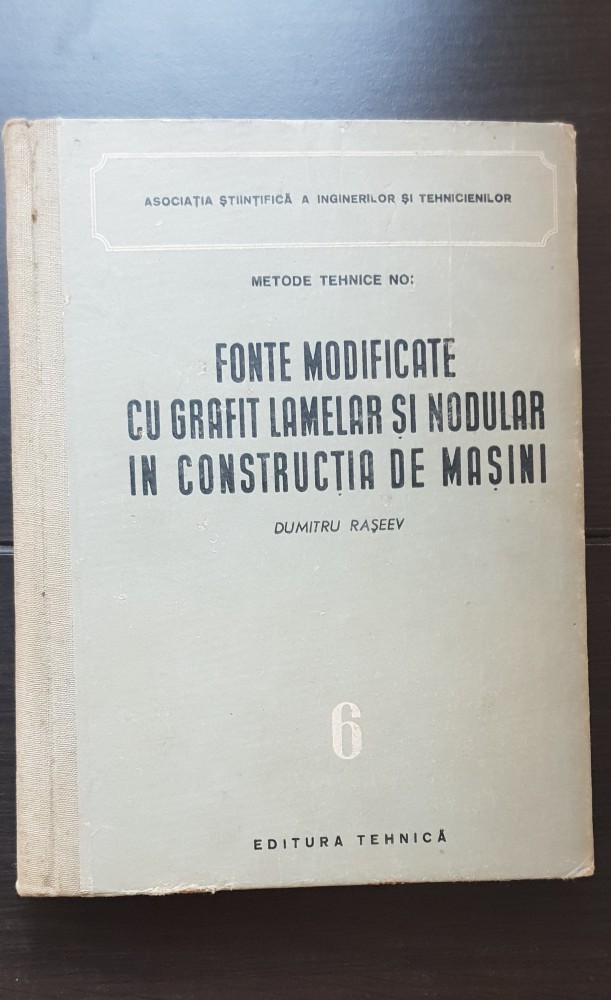 ASOCIAȚIA ȘTIINȚIFICĂ A INGINERILOR ȘI TEHNICIENILOR
METODE TEHNICE NO:
FONTE MODIFICATE
CU GRAFIT LAMELAR ȘI NODULAR
IN CONSTRUCȚIA DE MAȘINI
DUMITRU RAȘEEV
6
EDITURA TEHNICĂ